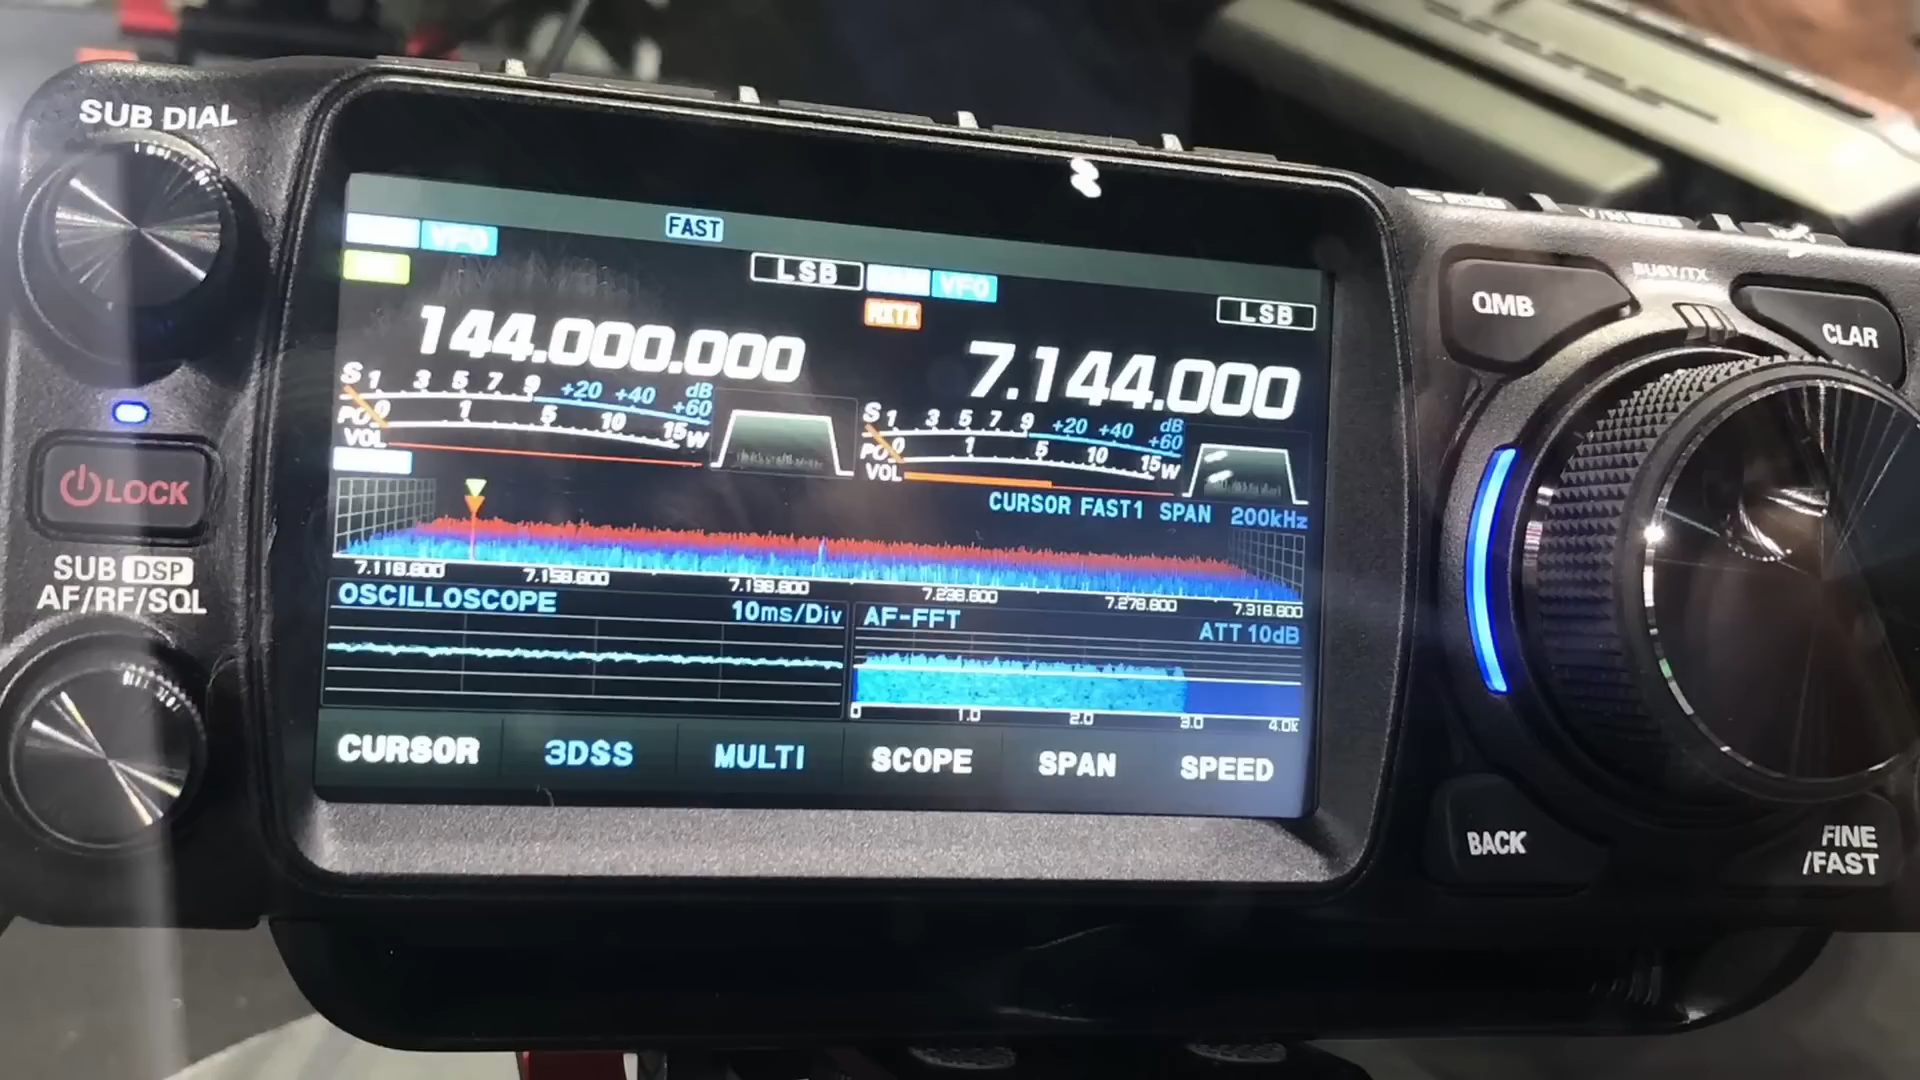 SUB DIAL
FAST
VFO
LSB
VFO
RXTX
LSB
144.000.000
7.144.000
S 1 3 5 7 9 +20 +40 +60 dB
PO 0 1 5 10 15W
VOL
S 1 3 5 7 9 +20 +40 +60 dB
PO 0 1 5 10 15W
VOL
CURSOR FAST1 SPAN 200kHz
7.118.800 7.158.800 7.198.800 7.238.800 7.278.800 7.318.800
OSCILLOSCOPE 10ms/Div
AF-FFT ATT 10dB
0 1.0 2.0 3.0 4.0k
CURSOR 3DSS MULTI SCOPE SPAN SPEED
LOCK
SUB DSP
AF/RF/SQL
BUSY/TX
QMB
CLAR
BACK
FINE
/FAST